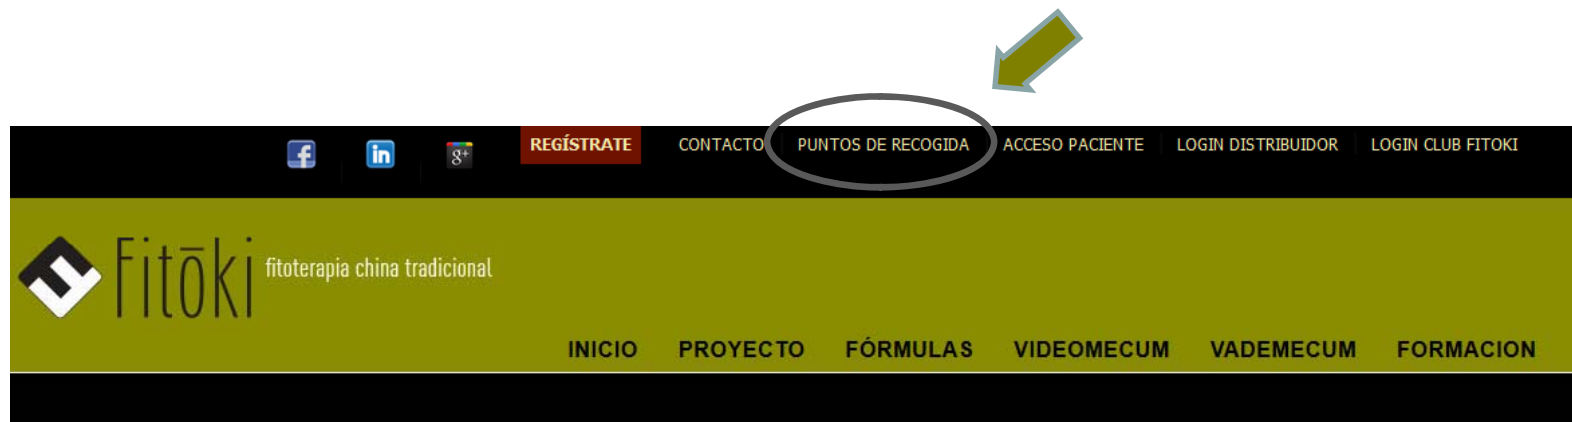 REGÍSTRATE CONTACTO PUNTOS DE RECOGIDA ACCESO PACIENTE LOGIN DISTRIBUIDOR LOGIN CLUB FITOKI
Fitōki fitoterapia china tradicional
INICIO PROYECTO FÓRMULAS VIDEOMECUM VADEMECUM FORMACION